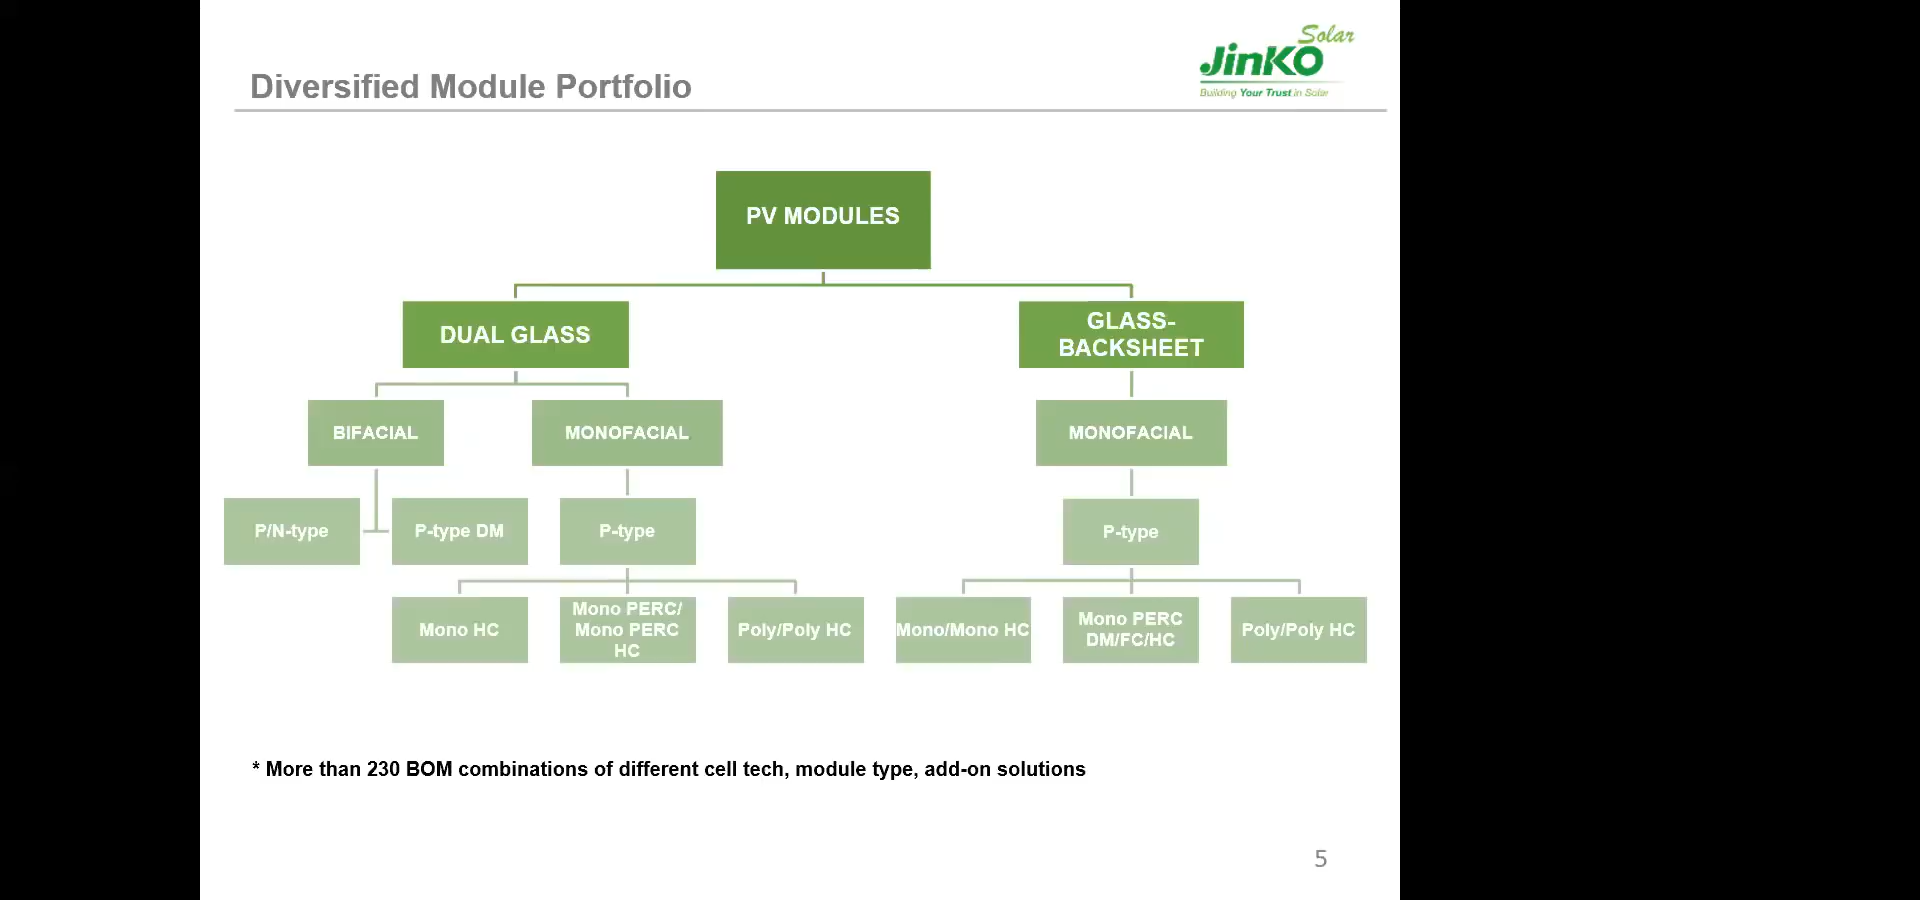 Solar
JinKO
Building Your Trust in Solar
Diversified Module Portfolio
PV MODULES
DUAL GLASS
GLASS-
BACKSHEET
BIFACIAL
MONOFACIAL
MONOFACIAL
P/N-type
P-type DM
P-type
P-type
Mono HC
Mono PERC/
Mono PERC
HC
Poly/Poly HC
Mono/Mono HC
Mono PERC
DM/FC/HC
Poly/Poly HC
* More than 230 BOM combinations of different cell tech, module type, add-on solutions
5